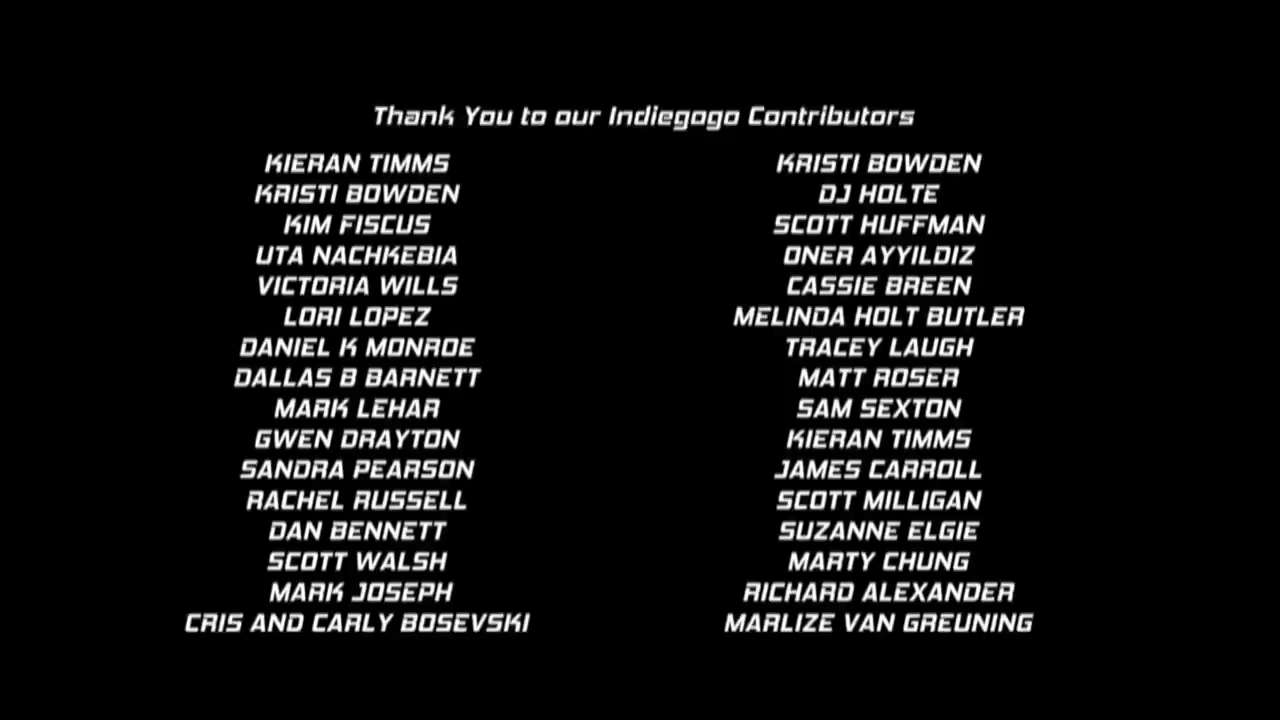 Thank You to our Indiegogo Contributors
KIERAN TIMMS
KRISTI BOWDEN
KIM FISCUS
UTA NACHKEBIA
VICTORIA WILLS
LORI LOPEZ
DANIEL K MONROE
DALLAS B BARNETT
MARK LEHAR
GWEN DRAYTON
SANDRA PEARSON
RACHEL RUSSELL
DAN BENNETT
SCOTT WALSH
MARK JOSEPH
CRIS AND CARLY BOSEVSKI
KRISTI BOWDEN
DJ HOLTE
SCOTT HUFFMAN
ONER AYYILDIZ
CASSIE BREEN
MELINDA HOLT BUTLER
TRACEY LAUGH
MATT ROSER
SAM SEXTON
KIERAN TIMMS
JAMES CARROLL
SCOTT MILLIGAN
SUZANNE ELGIE
MARTY CHUNG
RICHARD ALEXANDER
MARLIZE VAN GREUNING